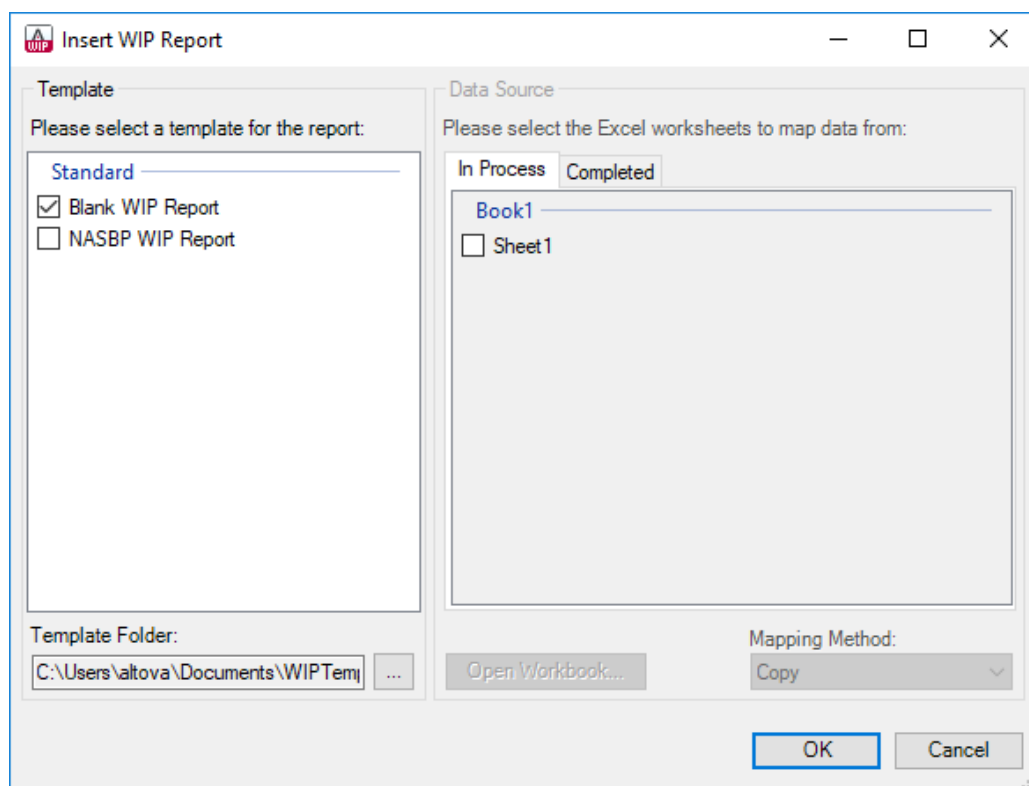 WIP Insert WIP Report
Template
Please select a template for the report:
Standard
Blank WIP Report
NASBP WIP Report
Template Folder:
C:\Users\altova\Documents\WIPTem
...
Data Source
Please select the Excel worksheets to map data from:
In Process Completed
Book1
Sheet1
Mapping Method:
Open Workbook... Copy
OK Cancel